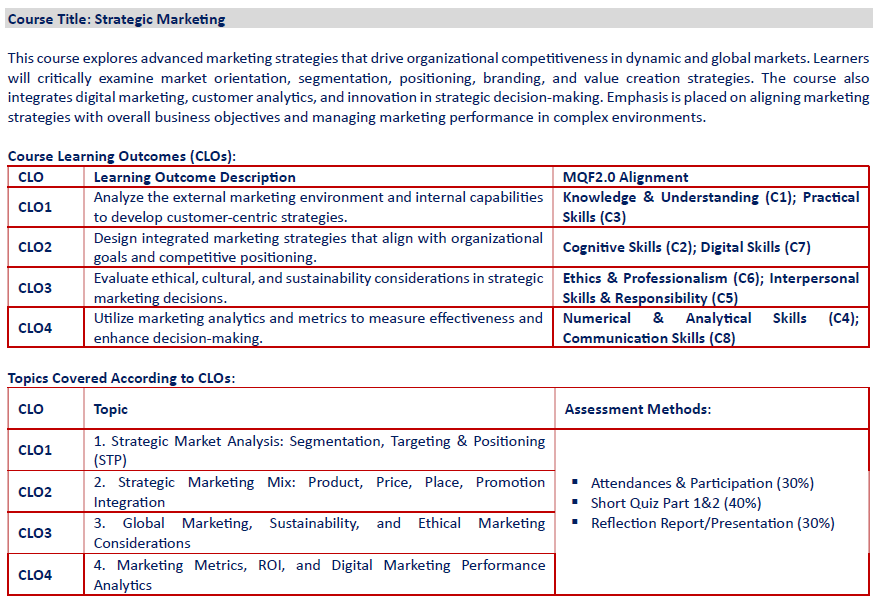 Course Title: Strategic Marketing
This course explores advanced marketing strategies that drive organizational competitiveness in dynamic and global markets. Learners
will critically examine market orientation, segmentation, positioning, branding, and value creation strategies. The course also
integrates digital marketing, customer analytics, and innovation in strategic decision-making. Emphasis is placed on aligning marketing
strategies with overall business objectives and managing marketing performance in complex environments.
Course Learning Outcomes (CLOs):
CLO Learning Outcome Description MQF2.0 Alignment
CLO1
Analyze the external marketing environment and internal capabilities
to develop customer-centric strategies.
Knowledge & Understanding (C1); Practical
Skills (C3)
CLO2
Design integrated marketing strategies that align with organizational
goals and competitive positioning.
Cognitive Skills (C2); Digital Skills (C7)
CLO3
Evaluate ethical, cultural, and sustainability considerations in strategic
marketing decisions.
Ethics & Professionalism (C6); Interpersonal
Skills & Responsibility (C5)
CLO4
Utilize marketing analytics and metrics to measure effectiveness and
enhance decision-making.
Numerical & Analytical Skills (C4);
Communication Skills (C8)
Topics Covered According to CLOs:
CLO Topic Assessment Methods:
CLO1
1. Strategic Market Analysis: Segmentation, Targeting & Positioning
(STP)
CLO2
2. Strategic Marketing Mix: Product, Price, Place, Promotion
Integration
CLO3
3. Global Marketing, Sustainability, and Ethical Marketing
Considerations
CLO4
4. Marketing Metrics, ROI, and Digital Marketing Performance
Analytics
▪ Attendances & Participation (30%)
▪ Short Quiz Part 1&2 (40%)
▪ Reflection Report/Presentation (30%)